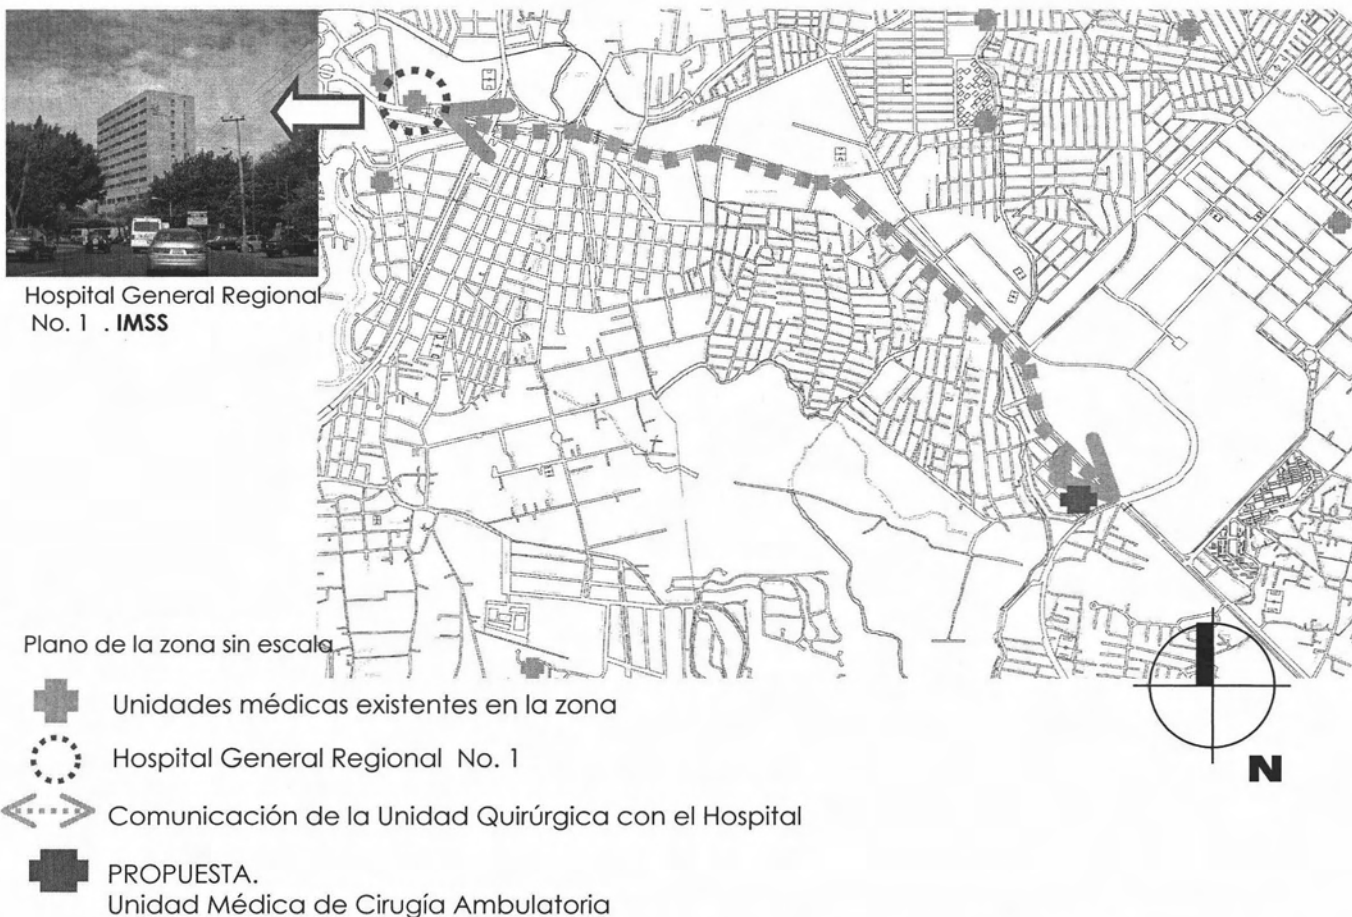 Hospital General Regional
No. 1 . IMSS
Plano de la zona sin escala
Unidades médicas existentes en la zona
Hospital General Regional No. 1
Comunicación de la Unidad Quirúrgica con el Hospital
PROPUESTA.
Unidad Médica de Cirugía Ambulatoria
N